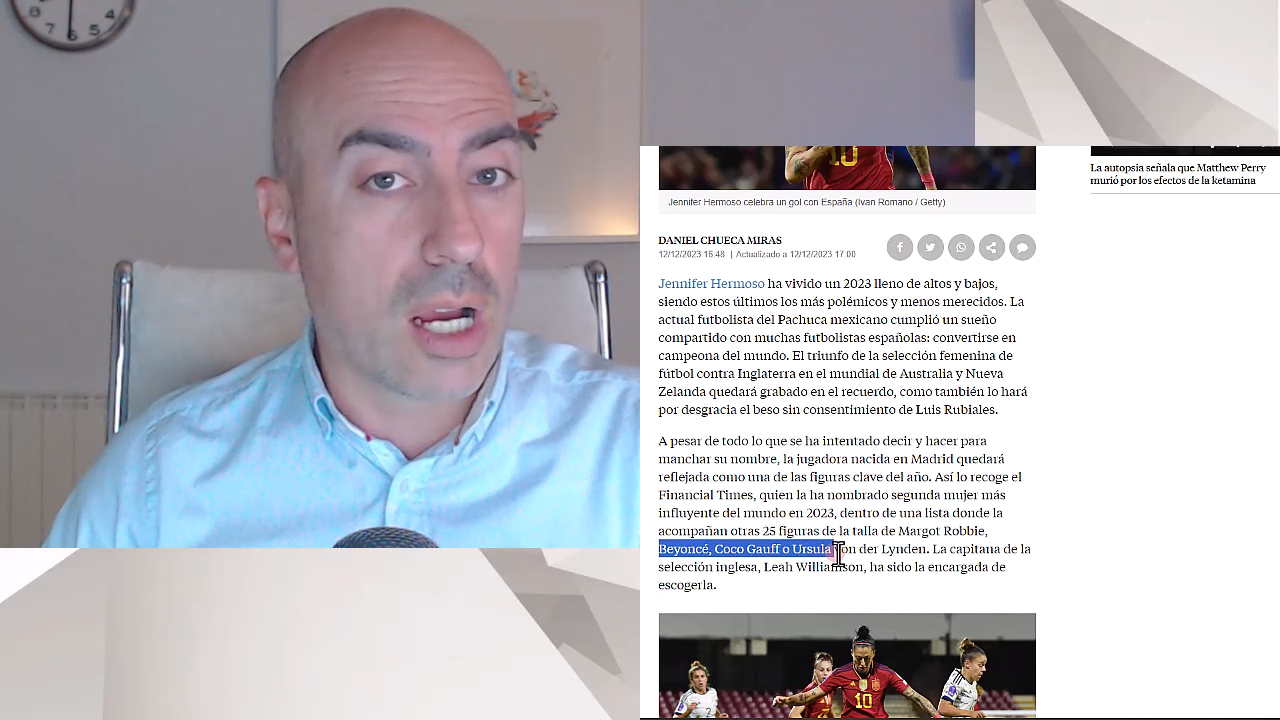 7 6 5
10
Jennifer Hermoso celebra un gol con España (Ivan Romano / Getty)
DANIEL CHUECA MIRAS
12/12/2023 16:48 | Actualizado a 12/12/2023 17:00
Jennifer Hermoso ha vivido un 2023 lleno de altos y bajos,
siendo estos últimos los más polémicos y menos merecidos. La
actual futbolista del Pachuca mexicano cumplió un sueño
compartido con muchas futbolistas españolas: convertirse en
campeona del mundo. El triunfo de la selección femenina de
fútbol contra Inglaterra en el mundial de Australia y Nueva
Zelanda quedará grabado en el recuerdo, como también lo hará
por desgracia el beso sin consentimiento de Luis Rubiales.
A pesar de todo lo que se ha intentado decir y hacer para
manchar su nombre, la jugadora nacida en Madrid quedará
reflejada como una de las figuras clave del año. Así lo recoge el
Financial Times, quien la ha nombrado segunda mujer más
influyente del mundo en 2023, dentro de una lista donde la
acompañan otras 25 figuras de la talla de Margot Robbie,
Beyoncé, Coco Gauff o Ursula von der Lynden. La capitana de la
selección inglesa, Leah Williamson, ha sido la encargada de
escogerla.
10
La autopsia señala que Matthew Perry
murió por los efectos de la ketamina